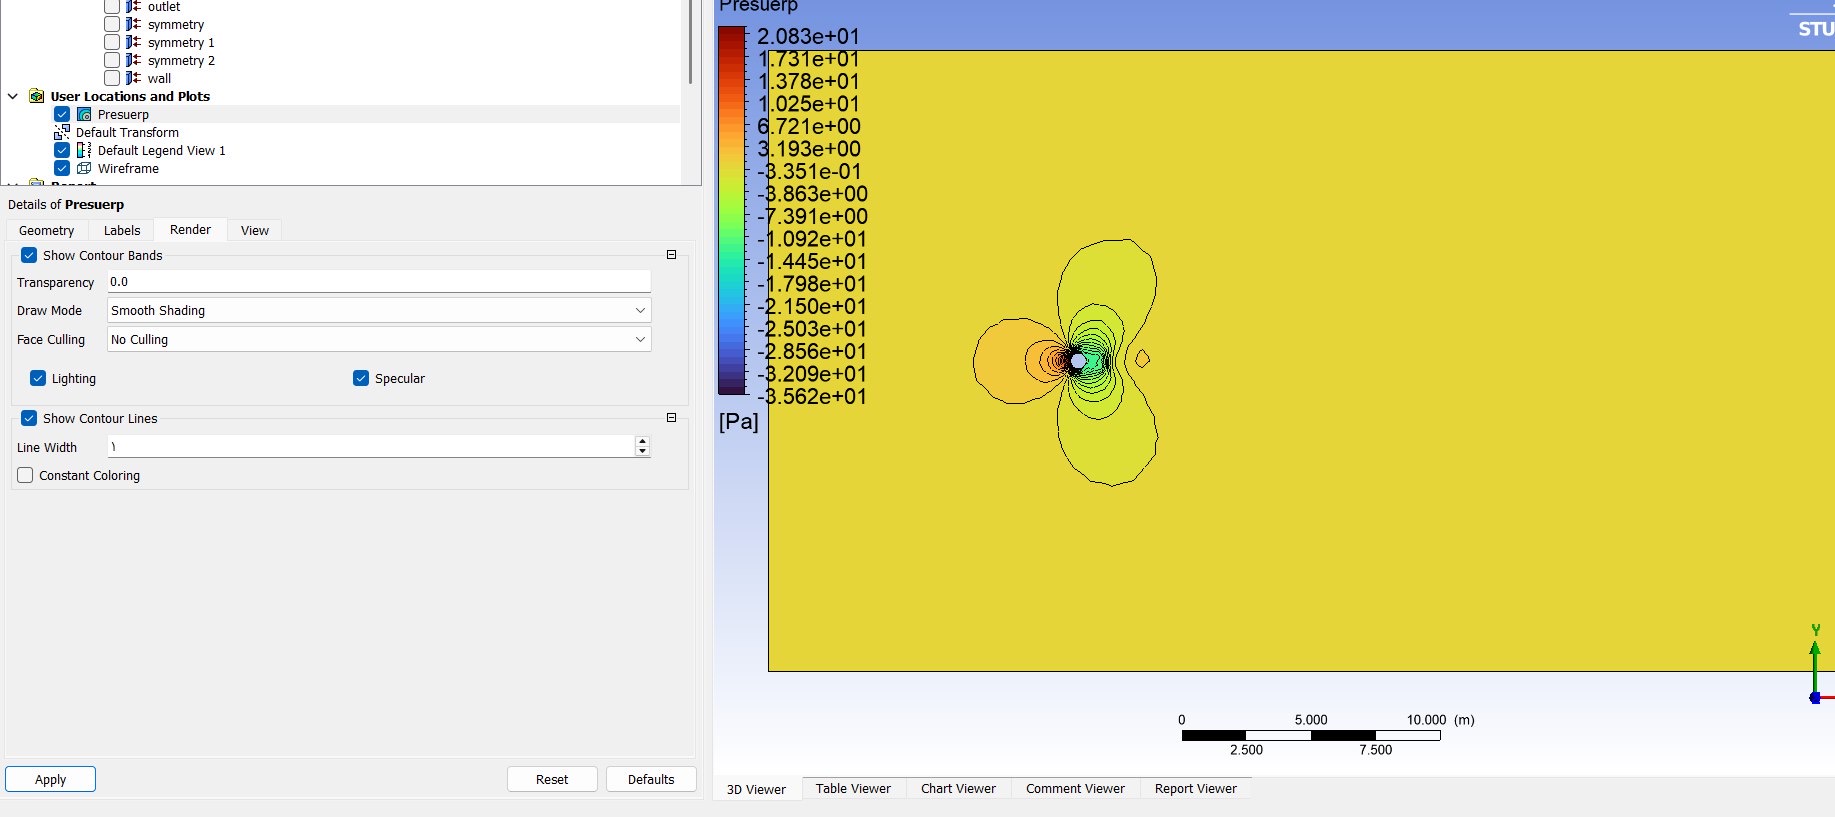 outlet
symmetry
symmetry 1
symmetry 2
wall
User Locations and Plots
Presuerp
Default Transform
Default Legend View 1
Wireframe
Report
Details of Presuerp
Geometry Labels Render View
Show Contour Bands
Transparency 0.0
Draw Mode Smooth Shading
Face Culling No Culling
Lighting Specular
Show Contour Lines
Line Width ١
Constant Coloring
Apply Reset Defaults
Presuerp
2.083e+01
1.731e+01
1.378e+01
1.025e+01
6.721e+00
3.193e+00
-3.351e-01
-3.863e+00
-7.391e+00
-1.092e+01
-1.445e+01
-1.798e+01
-2.150e+01
-2.503e+01
-2.856e+01
-3.209e+01
-3.562e+01
[Pa]
STU
Y
0 5.000 10.000 (m)
2.500 7.500
3D Viewer Table Viewer Chart Viewer Comment Viewer Report Viewer